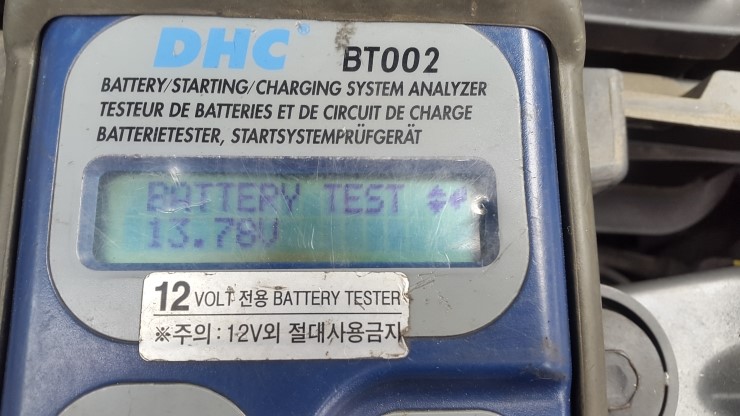 DHC BT002
BATTERY/STARTING/CHARGING SYSTEM ANALYZER
TESTEUR DE BATTERIES ET DE CIRCUIT DE CHARGE
BATTERIETESTER, STARTSYSTEMPRÜFGERÄT
BATTERY TEST
13.78V
12 VOLT 전용 BATTERY TESTER
※주의 : 12V외 절대사용금지